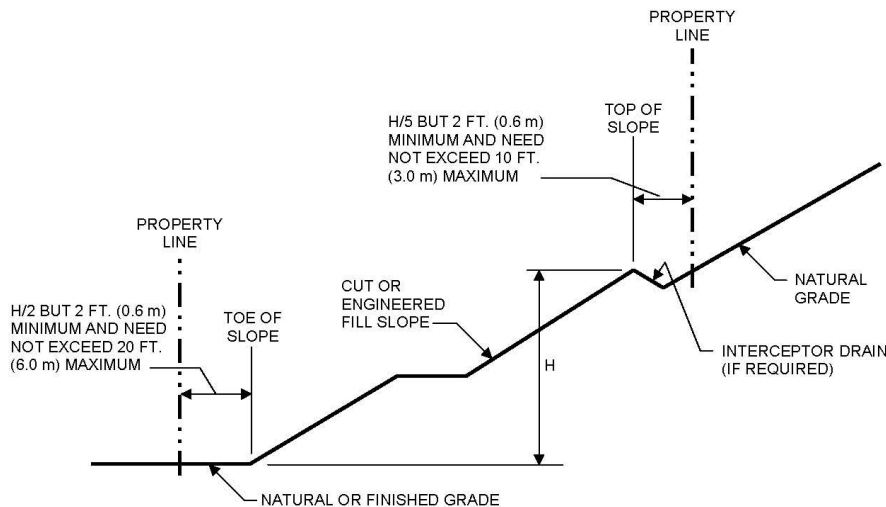 PROPERTY
LINE
H/5 BUT 2 FT. (0.6 m)
MINIMUM AND NEED
NOT EXCEED 10 FT.
(3.0 m) MAXIMUM
TOP OF
SLOPE
PROPERTY
LINE
H/2 BUT 2 FT. (0.6 m)
MINIMUM AND NEED
NOT EXCEED 20 FT.
(6.0 m) MAXIMUM
TOE OF
SLOPE
CUT OR
ENGINEERED
FILL SLOPE
NATURAL
GRADE
H
INTERCEPTOR DRAIN
(IF REQUIRED)
NATURAL OR FINISHED GRADE